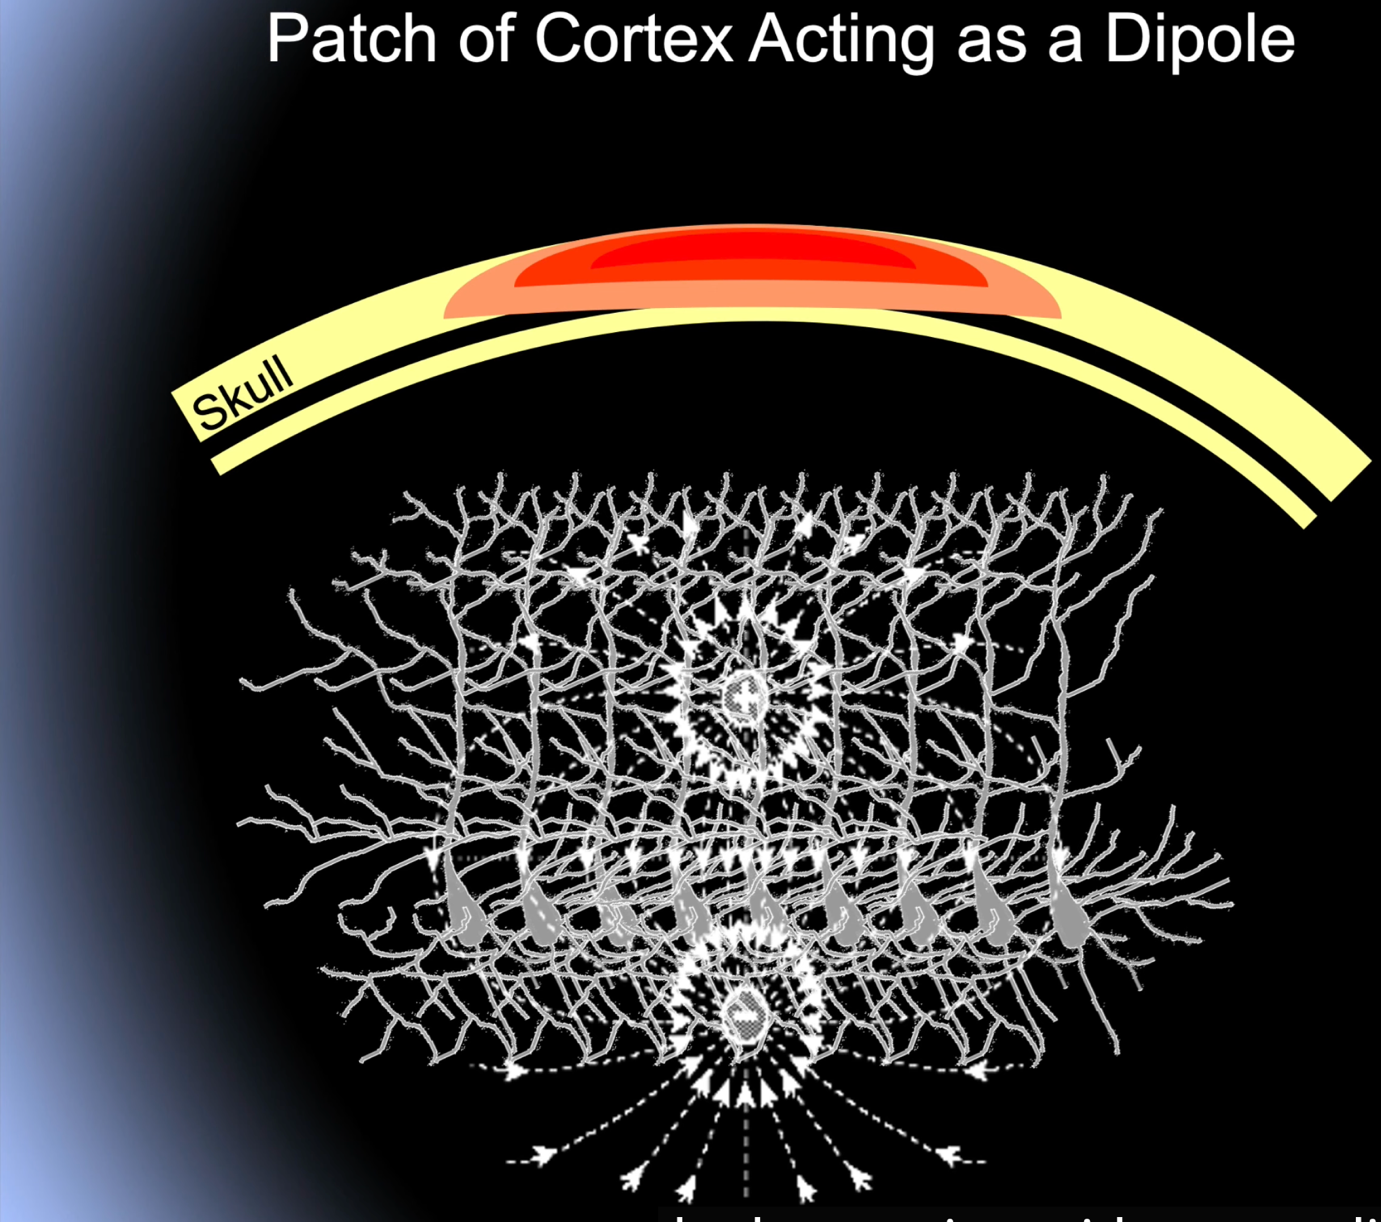 Patch of Cortex Acting as a Dipole
Skull
+
-